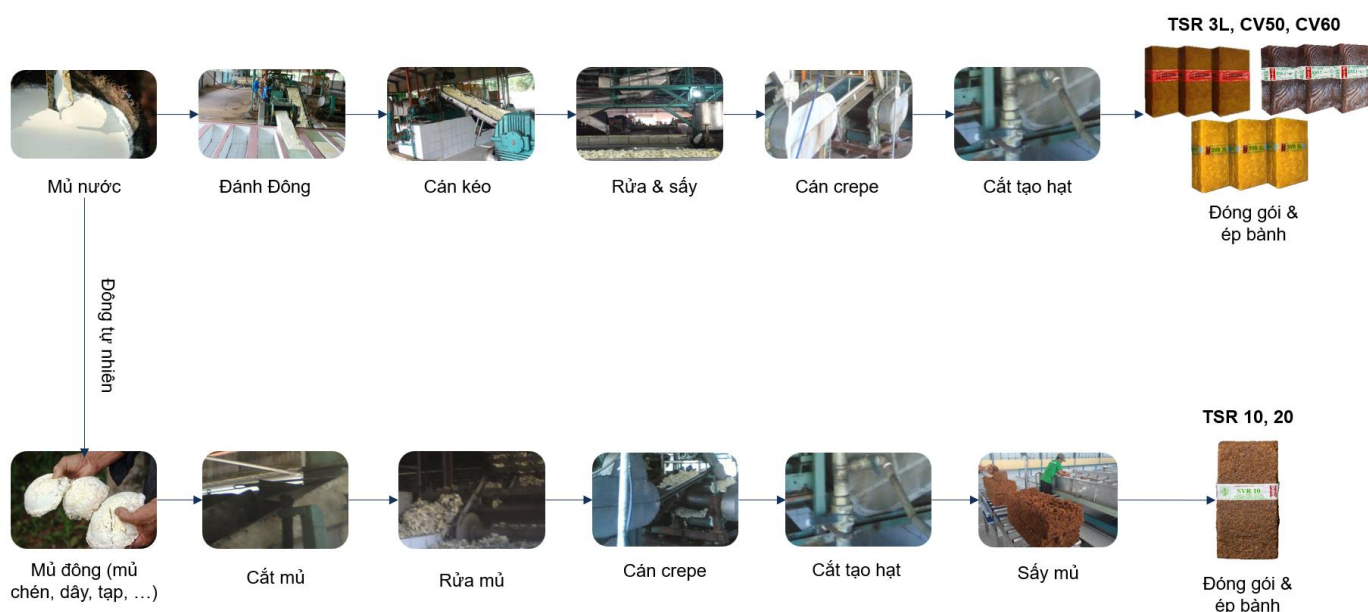 TSR 3L, CV50, CV60
Mủ nước
Đánh Đông
Cán kéo
Rửa & sấy
Cán crepe
Cắt tạo hạt
Đóng gói &
ép bành
Đông tự nhiên
TSR 10, 20
SVR 10
Mủ đông (mủ
chén, dây, tạp, …)
Cắt mủ
Rửa mủ
Cán crepe
Cắt tạo hạt
Sấy mủ
Đóng gói &
ép bành